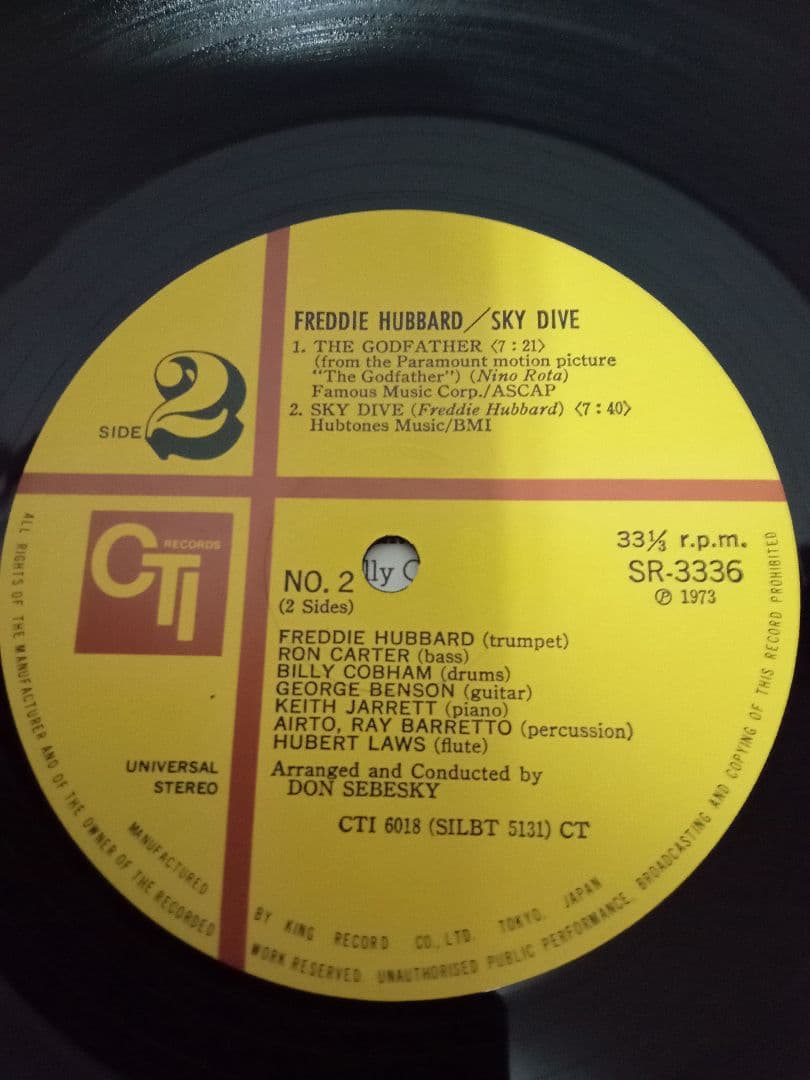 FREDDIE HUBBARD/SKY DIVE
1. THE GODFATHER 〈7:21〉
(from the Paramount motion picture
"The Godfather") (Nino Rota)
Famous Music Corp./ASCAP
2. SKY DIVE (Freddie Hubbard) 〈7:40〉
Hubtones Music/BMI
SIDE 2
CTI RECORDS
33⅓ r.p.m.
SR-3336
℗ 1973
NO. 2
(2 Sides)
lly
FREDDIE HUBBARD (trumpet)
RON CARTER (bass)
BILLY COBHAM (drums)
GEORGE BENSON (guitar)
KEITH JARRETT (piano)
AIRTO, RAY BARRETTO (percussion)
HUBERT LAWS (flute)
Arranged and Conducted by
DON SEBESKY
CTI 6018 (SILBT 5131) CT
UNIVERSAL
STEREO
MANUFACTURED BY KING RECORD CO., LTD. TOKYO, JAPAN
ALL RIGHTS OF THE MANUFACTURER AND OF THE OWNER OF THE RECORDED WORK RESERVED UNAUTHORISED PUBLIC PERFORMANCE, BROADCASTING AND COPYING OF THIS RECORD PROHIBITED